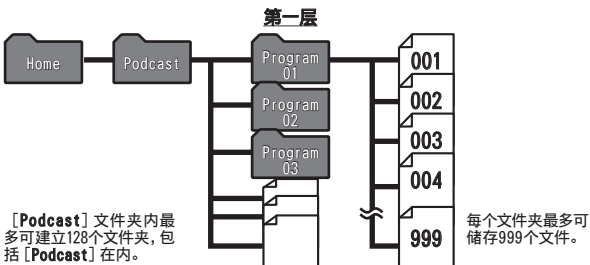 第一层
Home
Podcast
Program
01
Program
02
Program
03
001
002
003
004
999
［Podcast］文件夹内最
多可建立128个文件夹，包
括［Podcast］在内。
每个文件夹最多可
储存999个文件。